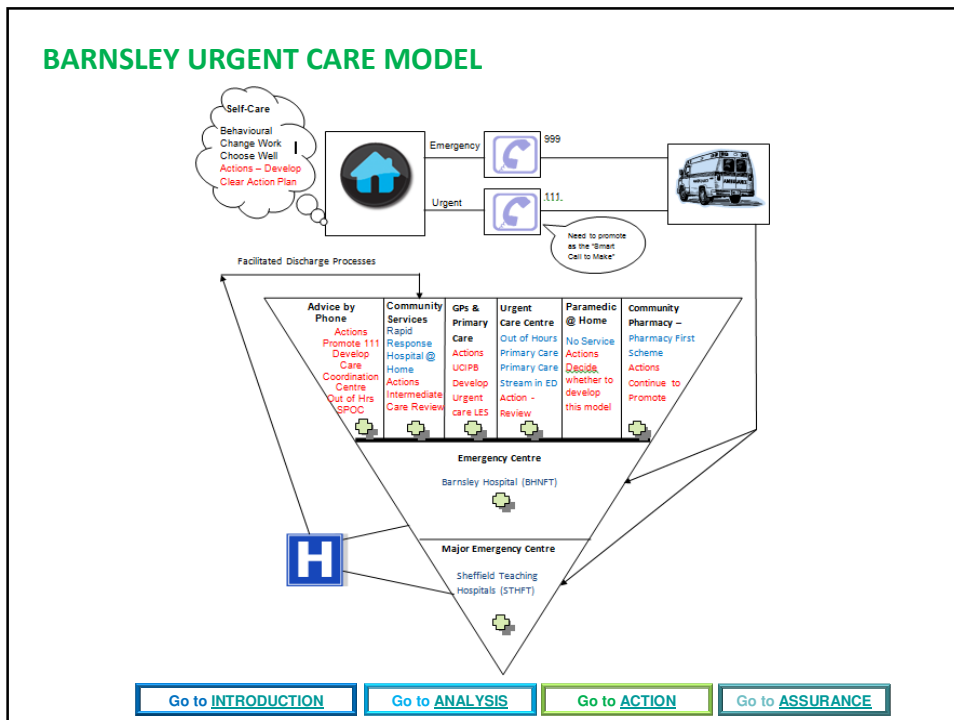 BARNSLEY URGENT CARE MODEL
Self-Care
Behavioural
Change Work
Choose Well
Actions – Develop
Clear Action Plan
Emergency
999
Urgent
111
Need to promote
as the "Smart
Call to Make"
AMBULANCE
Facilitated Discharge Processes
Advice by
Phone
Actions
Promote 111
Develop
Care
Coordination
Centre
Out of Hrs
SPOC
Community
Services
Rapid
Response
Hospital @
Home
Actions
Intermediate
Care Review
GPs &
Primary
Care
Actions
UCIPB
Develop
Urgent
care LES
Urgent
Care Centre
Out of Hours
Primary Care
Primary Care
Stream in ED
Action -
Review
Paramedic
@ Home
No Service
Actions
Decide
whether to
develop
this model
Community
Pharmacy –
Pharmacy First
Scheme
Actions
Continue to
Promote
Emergency Centre
Barnsley Hospital (BHNFT)
H
Major Emergency Centre
Sheffield Teaching
Hospitals (STHFT)
Go to INTRODUCTION
Go to ANALYSIS
Go to ACTION
Go to ASSURANCE